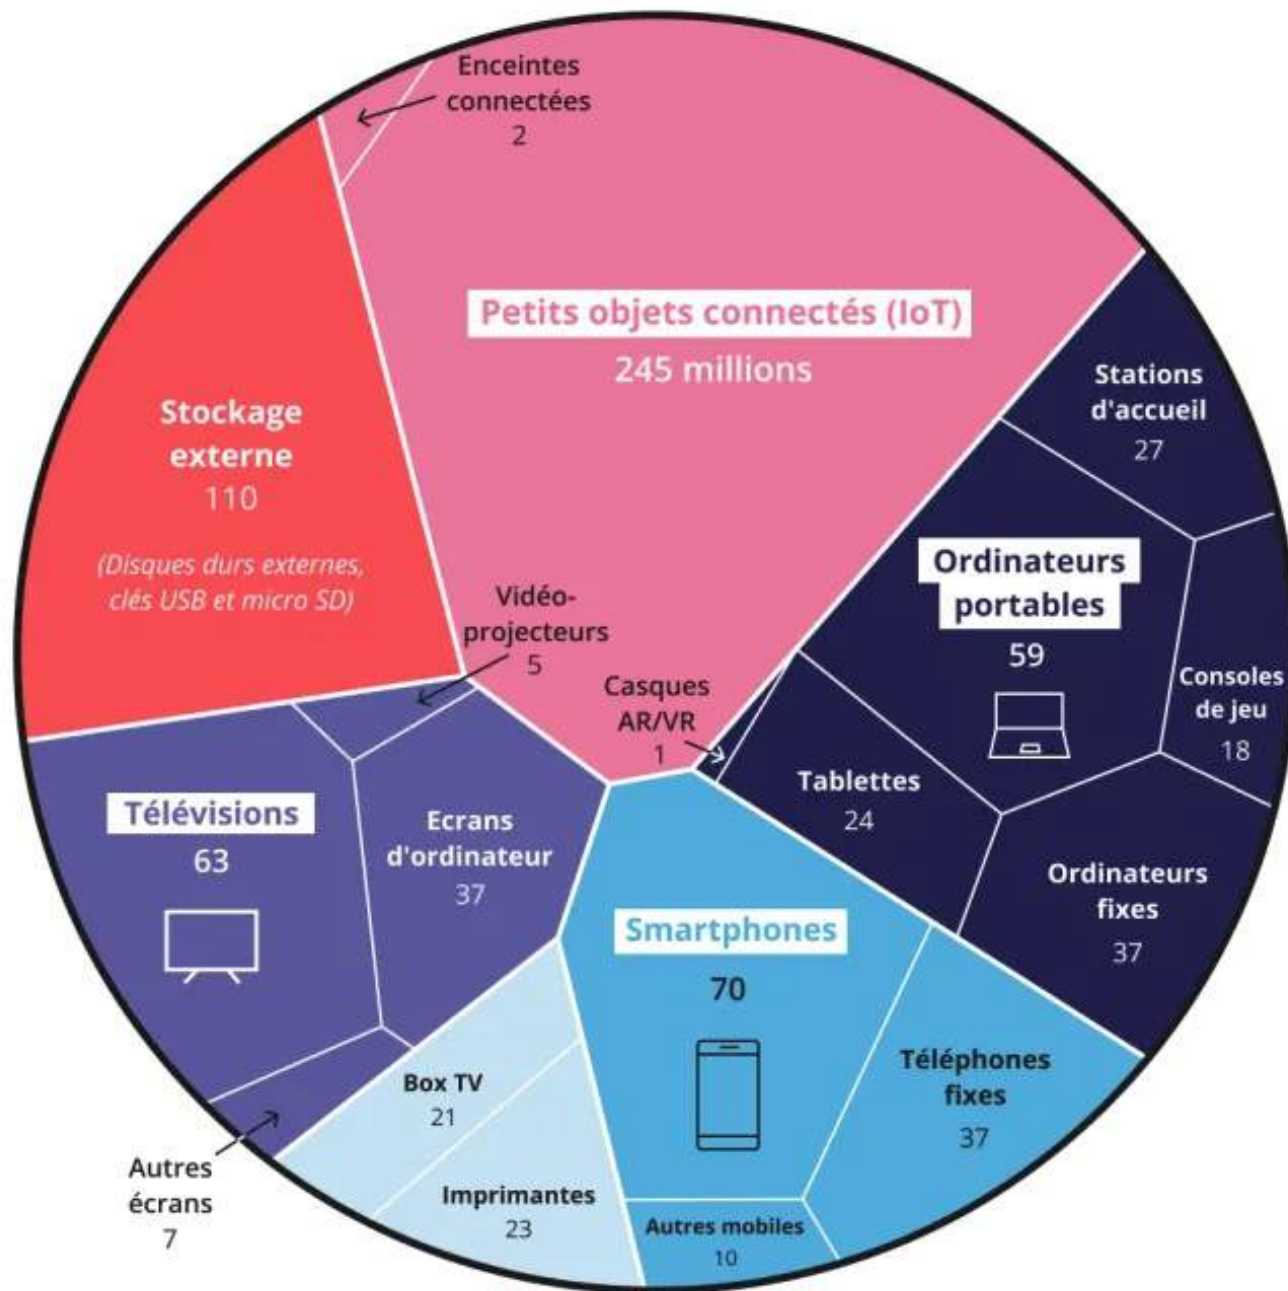 Enceintes
connectées
2
Petits objets connectés (IoT)
245 millions
Stockage
externe
110
(Disques durs externes,
clés USB et micro SD)
Stations
d'accueil
27
Ordinateurs
portables
59
Consoles
de jeu
18
Vidéo-
projecteurs
5
Casques
AR/VR
1
Tablettes
24
Ordinateurs
fixes
37
Télévisions
63
Ecrans
d'ordinateur
37
Smartphones
70
Téléphones
fixes
37
Box TV
21
Autres
écrans
7
Imprimantes
23
Autres mobiles
10